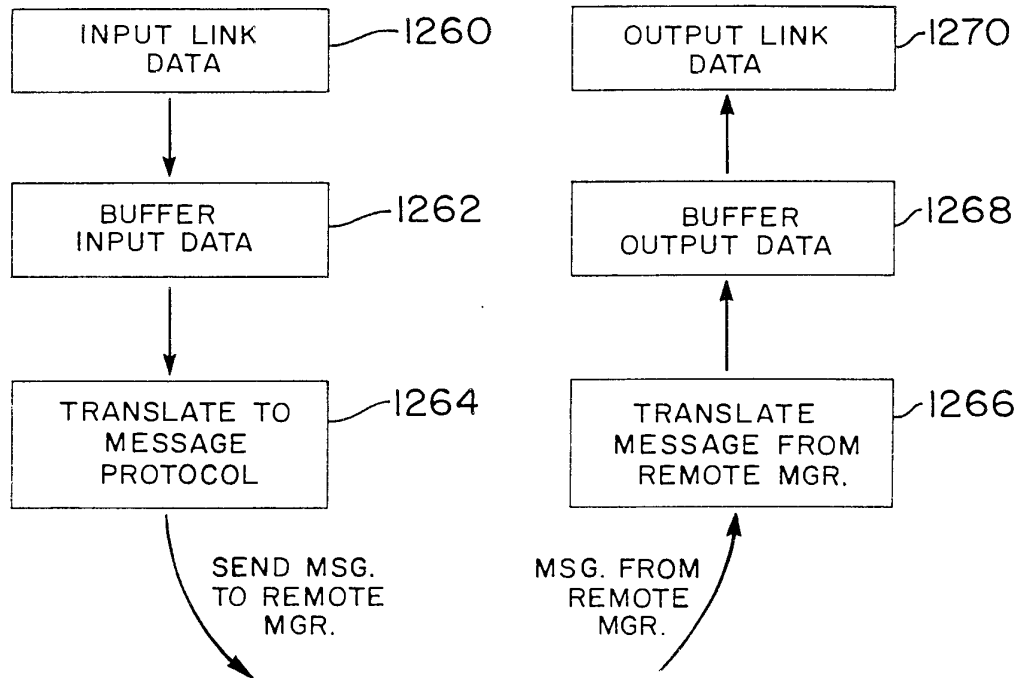 INPUT LINK
DATA
1260
BUFFER
INPUT DATA
1262
TRANSLATE TO
MESSAGE
PROTOCOL
1264
SEND MSG.
TO REMOTE
MGR.
OUTPUT LINK
DATA
1270
BUFFER
OUTPUT DATA
1268
TRANSLATE
MESSAGE FROM
REMOTE MGR.
1266
MSG. FROM
REMOTE
MGR.